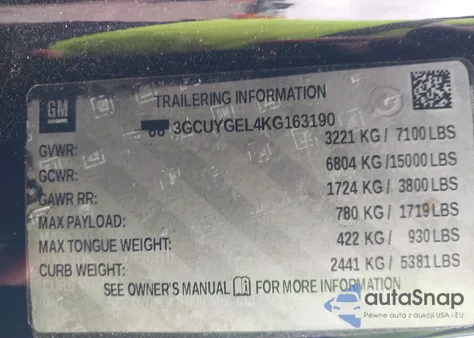 GM
TRAILERING INFORMATION
3GCUYGEL4KG163190
GVWR: 3221 KG / 7100 LBS
GCWR: 6804 KG /15000 LBS
GAWR RR: 1724 KG / 3800 LBS
MAX PAYLOAD: 780 KG / 1719 LBS
MAX TONGUE WEIGHT: 422 KG / 930 LBS
CURB WEIGHT: 2441 KG / 5381 LBS
SEE OWNER'S MANUAL FOR MORE INFORMATION
autoSnap
Pewne auta z aukcji USA i EU